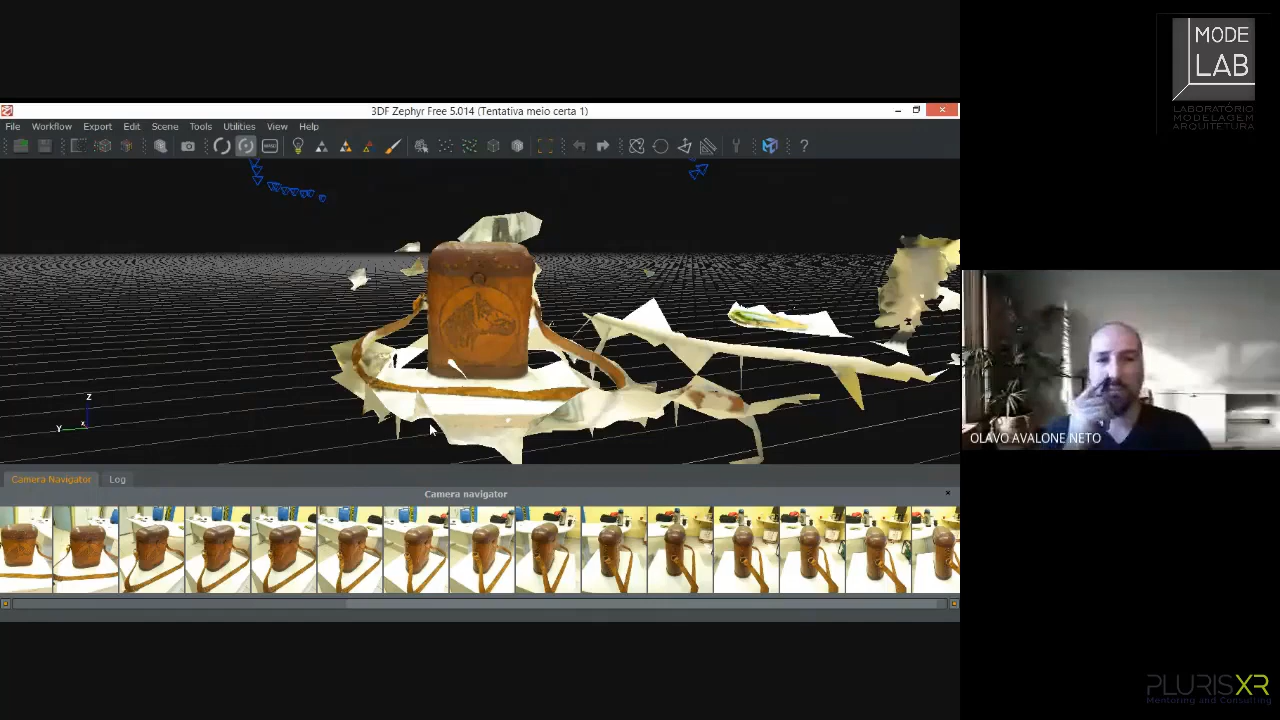 MODE
LAB
LABORATÓRIO
MODELAGEM
ARQUITETURA
3DF Zephyr Free 5.014 (Tentativa meio certa 1)
File Workflow Export Edit Scene Tools Utilities View Help
Z
Y
x
OLAVO AVALONE NETO
Camera Navigator Log
Camera navigator
PLURISXR
Mentoring and Consulting